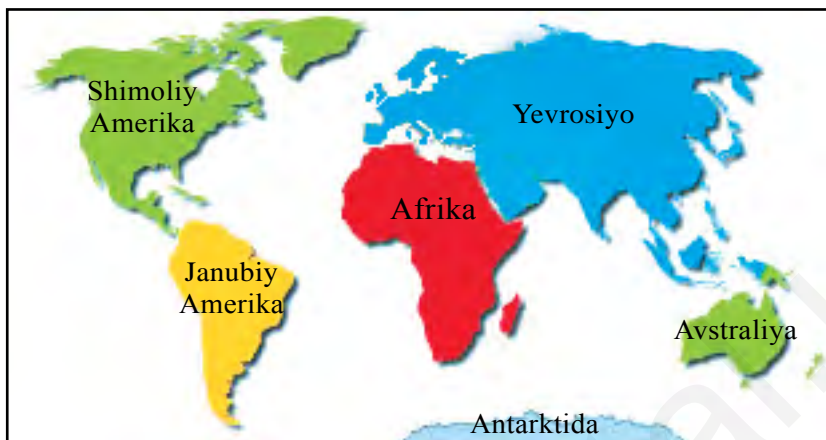 Shimoliy
Amerika
Yevrosiyo
Afrika
Janubiy
Amerika
Avstraliya
Antarktida